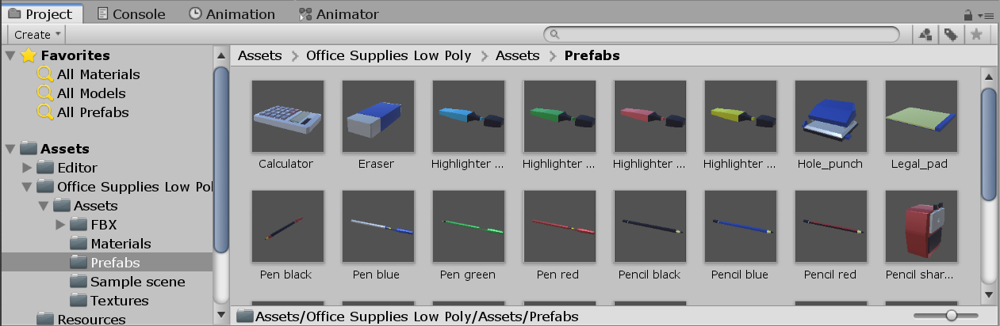 Project Console Animation Animator
Create
Favorites
All Materials
All Models
All Prefabs
Assets
Editor
Office Supplies Low Pol
Assets
FBX
Materials
Prefabs
Sample scene
Textures
Resources
Assets > Office Supplies Low Poly > Assets > Prefabs
Calculator Eraser Highlighter ... Highlighter ... Highlighter ... Highlighter ... Hole_punch Legal_pad
Pen black Pen blue Pen green Pen red Pencil black Pencil blue Pencil red Pencil shar...
Assets/Office Supplies Low Poly/Assets/Prefabs